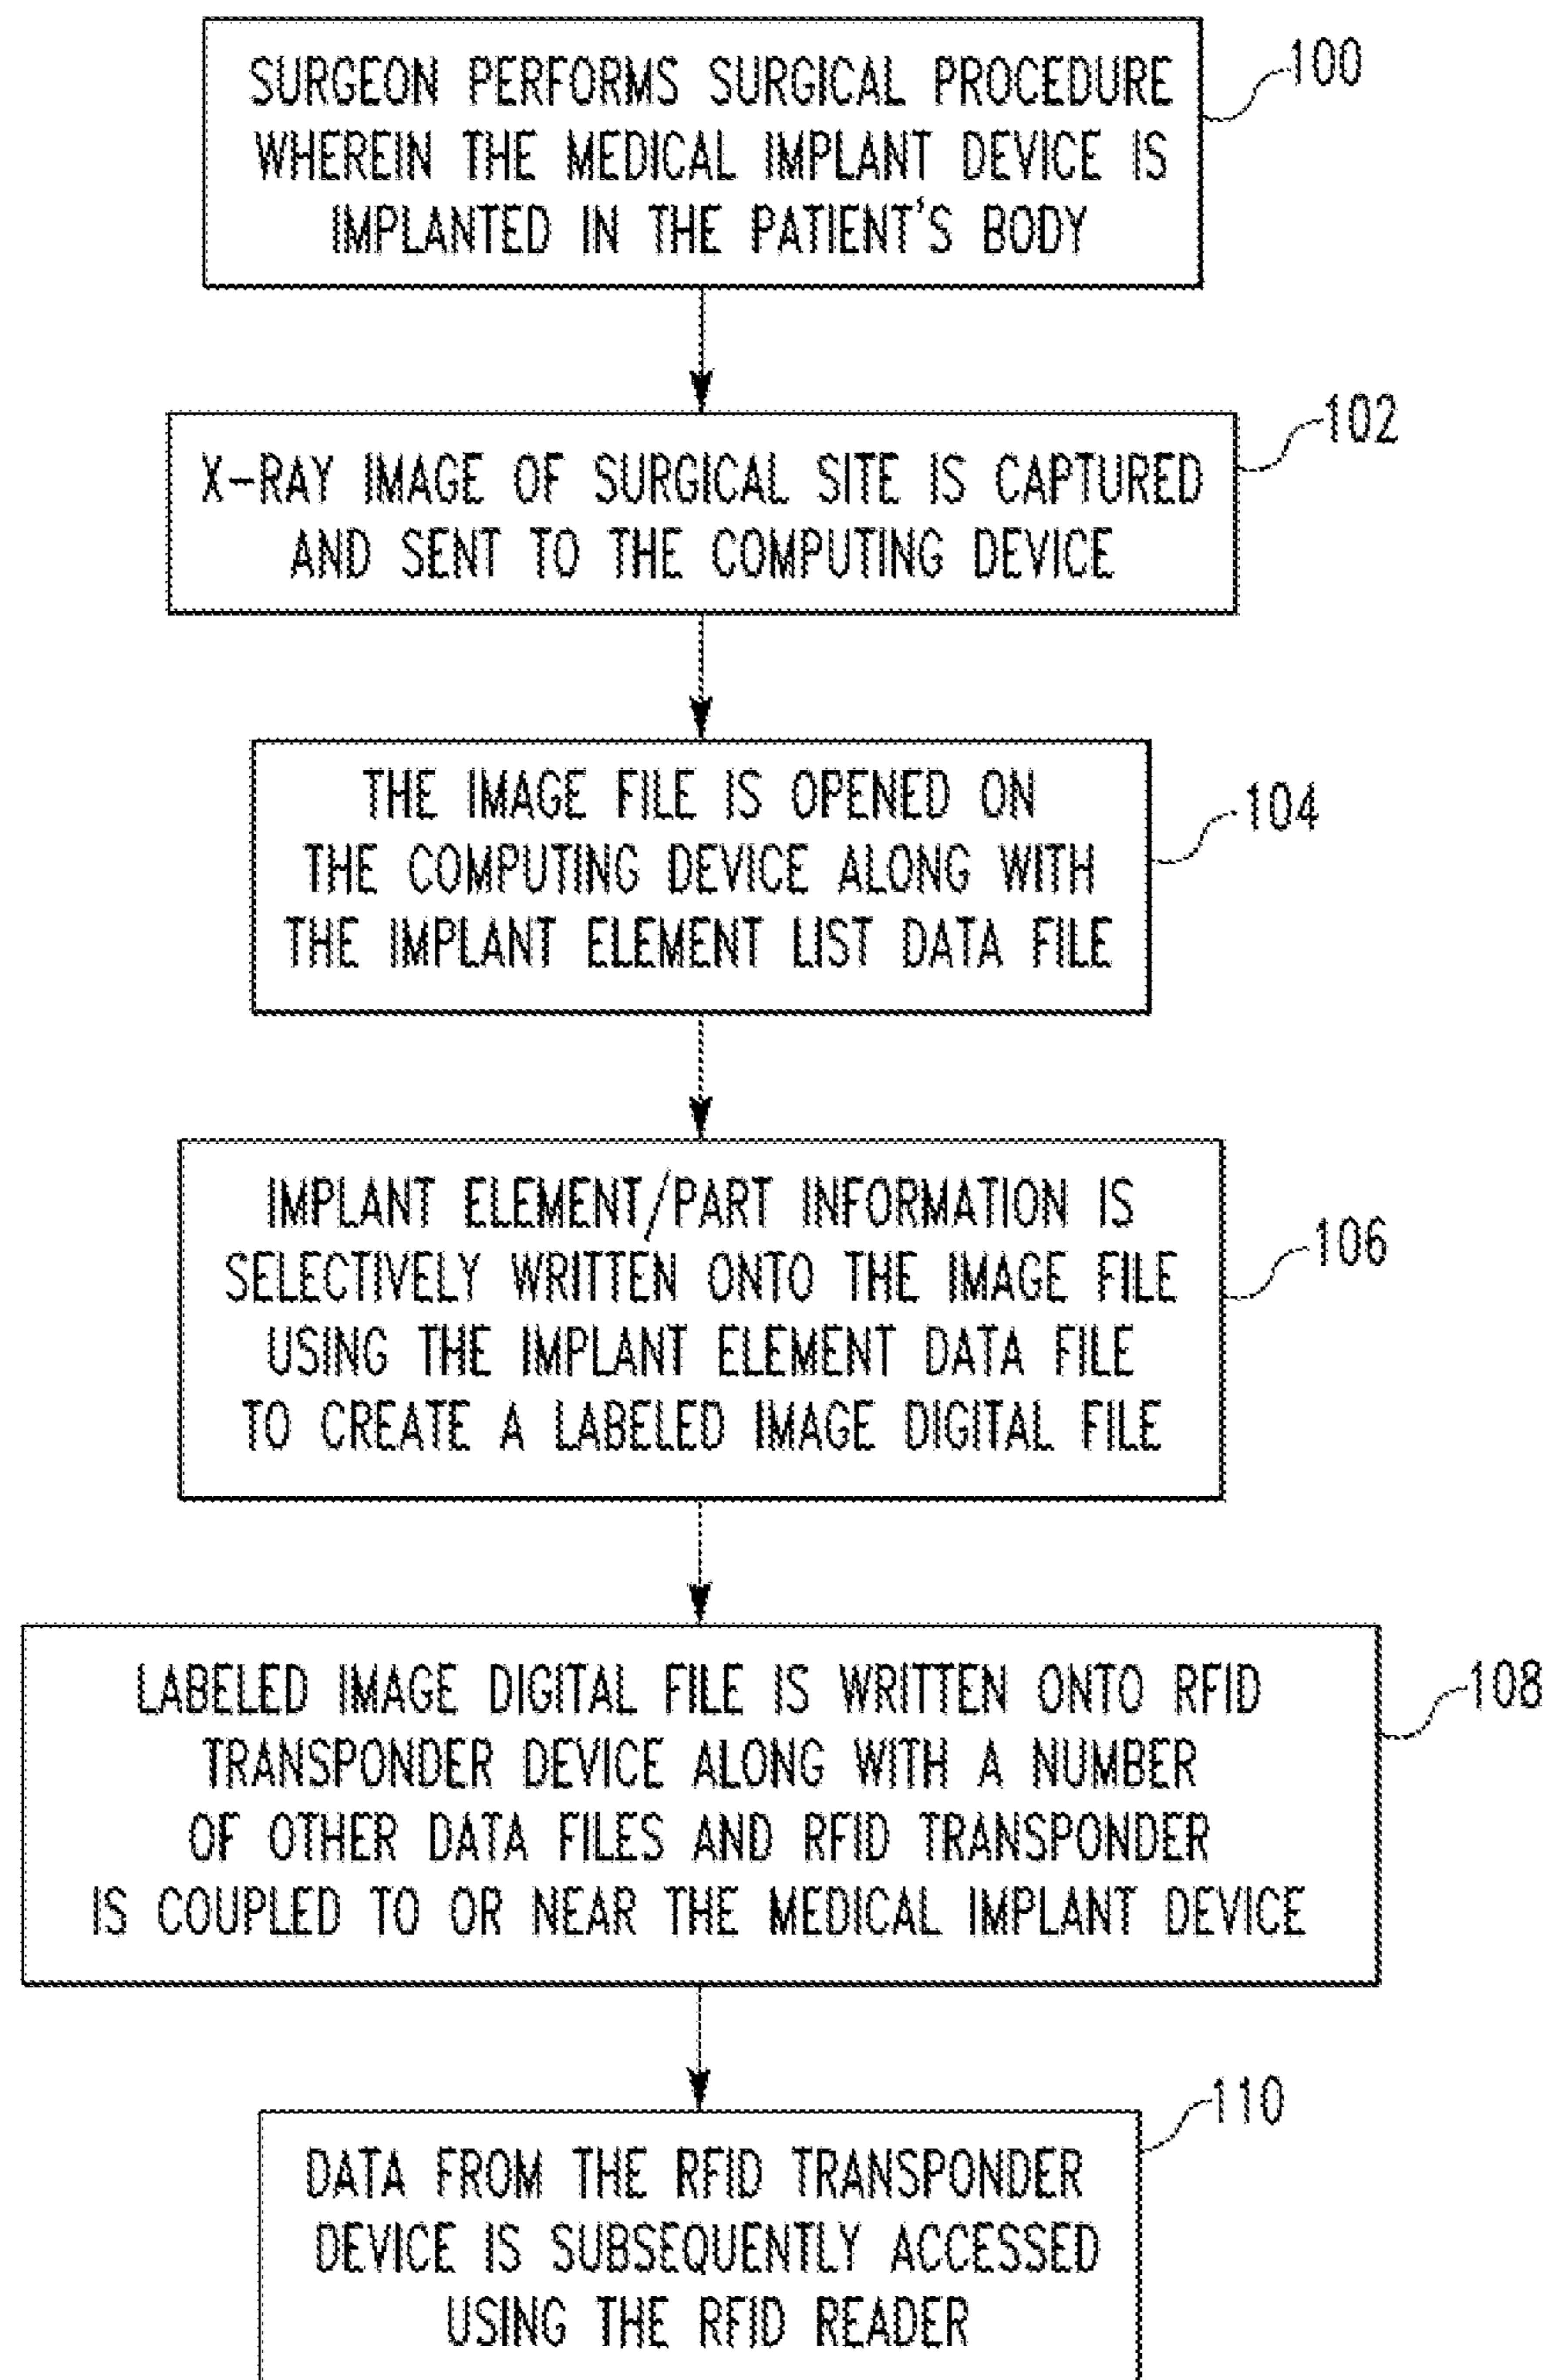 SURGEON PERFORMS SURGICAL PROCEDURE
WHEREIN THE MEDICAL IMPLANT DEVICE IS
IMPLANTED IN THE PATIENT'S BODY
100
X-RAY IMAGE OF SURGICAL SITE IS CAPTURED
AND SENT TO THE COMPUTING DEVICE
102
THE IMAGE FILE IS OPENED ON
THE COMPUTING DEVICE ALONG WITH
THE IMPLANT ELEMENT LIST DATA FILE
104
IMPLANT ELEMENT/PART INFORMATION IS
SELECTIVELY WRITTEN ONTO THE IMAGE FILE
USING THE IMPLANT ELEMENT DATA FILE
TO CREATE A LABELED IMAGE DIGITAL FILE
106
LABELED IMAGE DIGITAL FILE IS WRITTEN ONTO RFID
TRANSPONDER DEVICE ALONG WITH A NUMBER
OF OTHER DATA FILES AND RFID TRANSPONDER
IS COUPLED TO OR NEAR THE MEDICAL IMPLANT DEVICE
108
DATA FROM THE RFID TRANSPONDER
DEVICE IS SUBSEQUENTLY ACCESSED
USING THE RFID READER
110